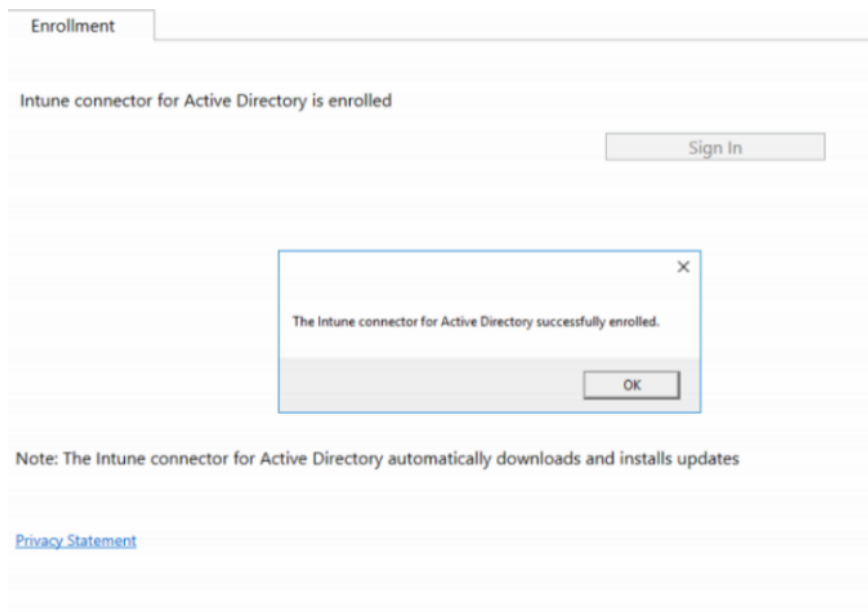 Enrollment
Intune connector for Active Directory is enrolled
Sign In
The Intune connector for Active Directory successfully enrolled.
OK
Note: The Intune connector for Active Directory automatically downloads and installs updates
Privacy Statement